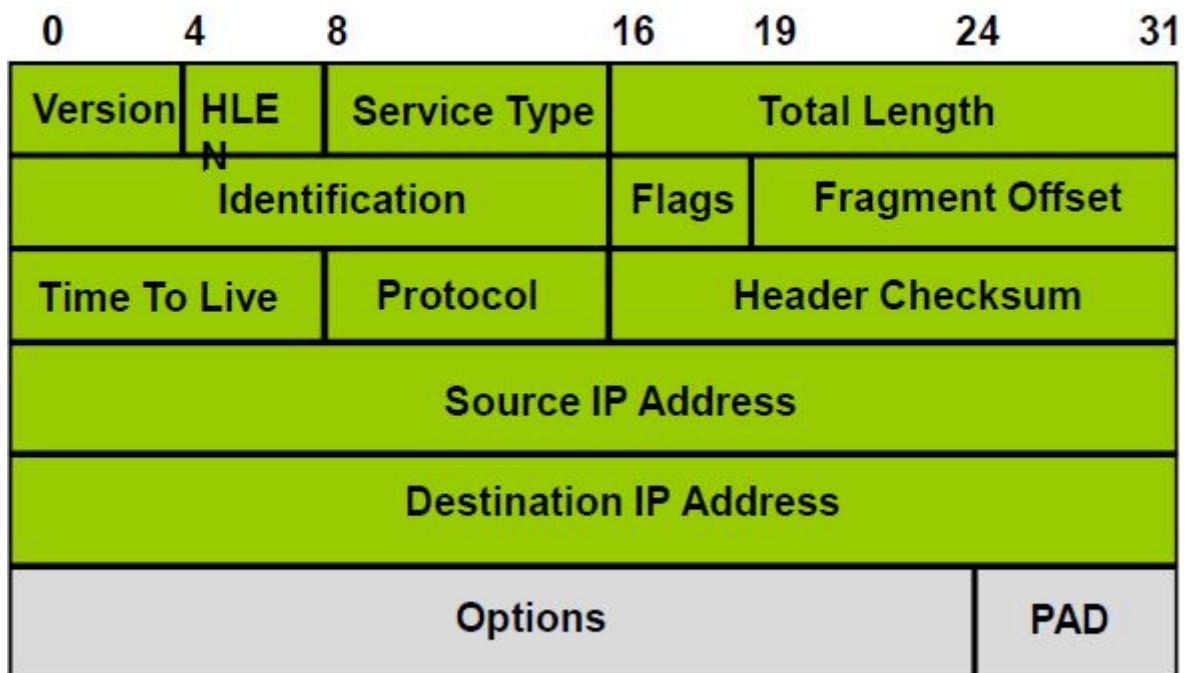 0 4 8 16 19 24 31
Version HLE N Service Type Total Length
Identification Flags Fragment Offset
Time To Live Protocol Header Checksum
Source IP Address
Destination IP Address
Options PAD